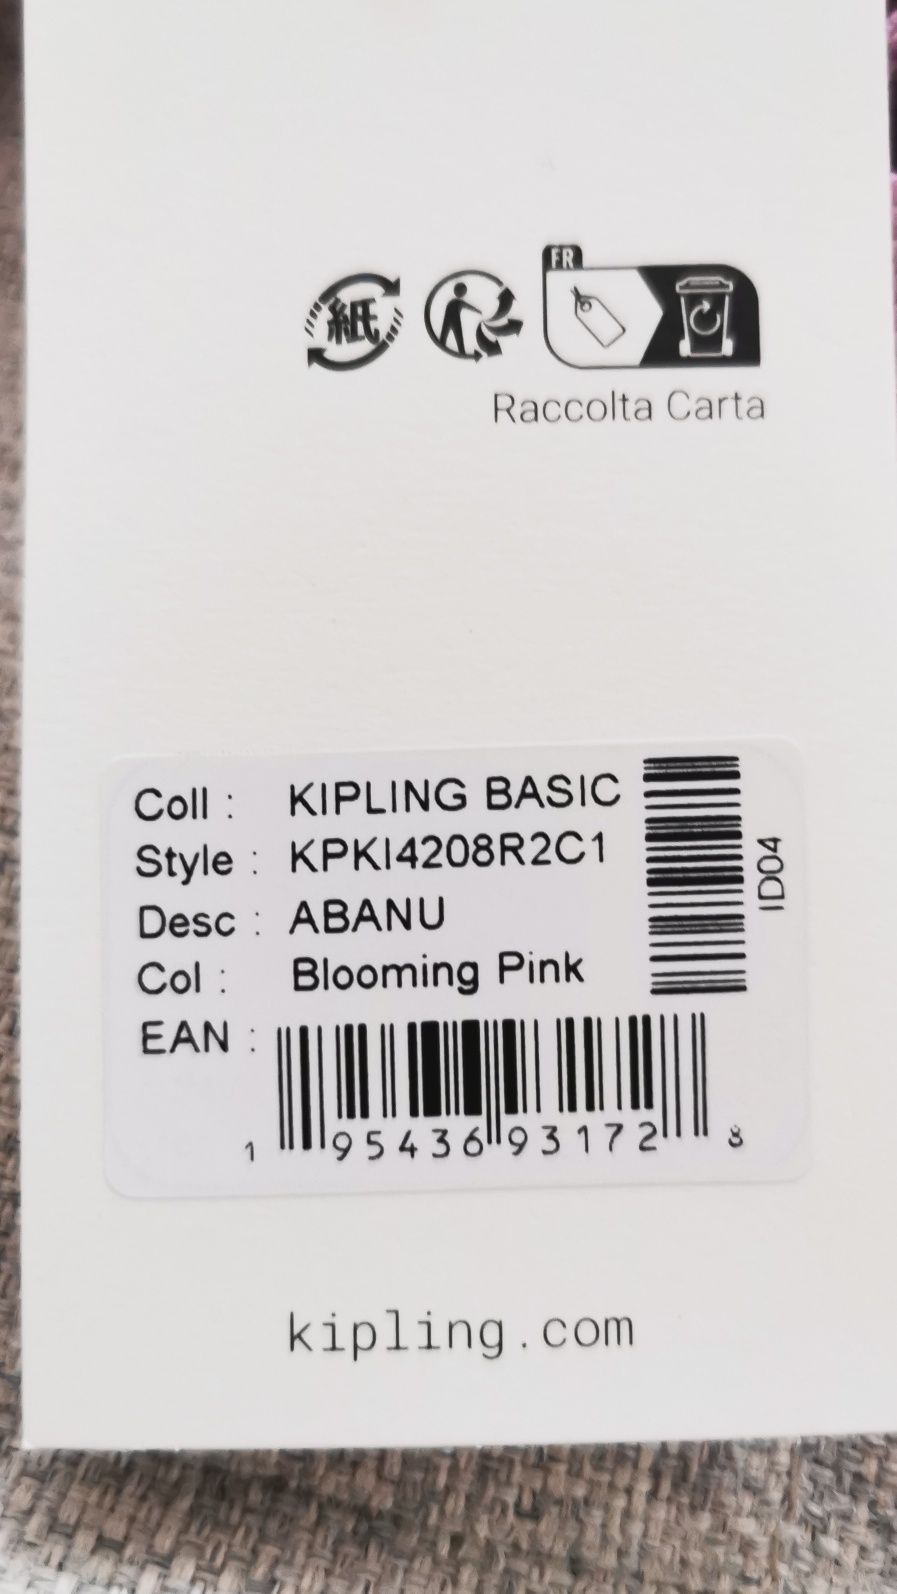 紙
FR
Raccolta Carta
Coll : KIPLING BASIC
Style : KPKI4208R2C1
Desc : ABANU
Col : Blooming Pink
ID04
EAN :
1 95436 93172 8
kipling.com